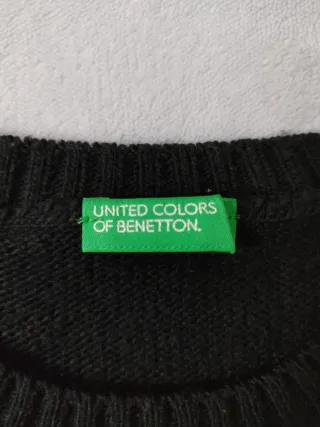 UNITED COLORS
OF BENETTON.